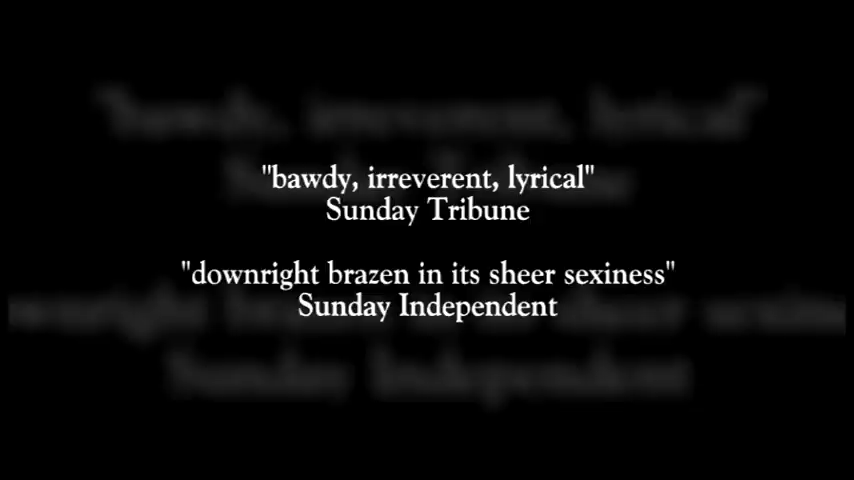 "bawdy, irreverent, lyrical"
Sunday Tribune
"downright brazen in its sheer sexiness"
Sunday Independent